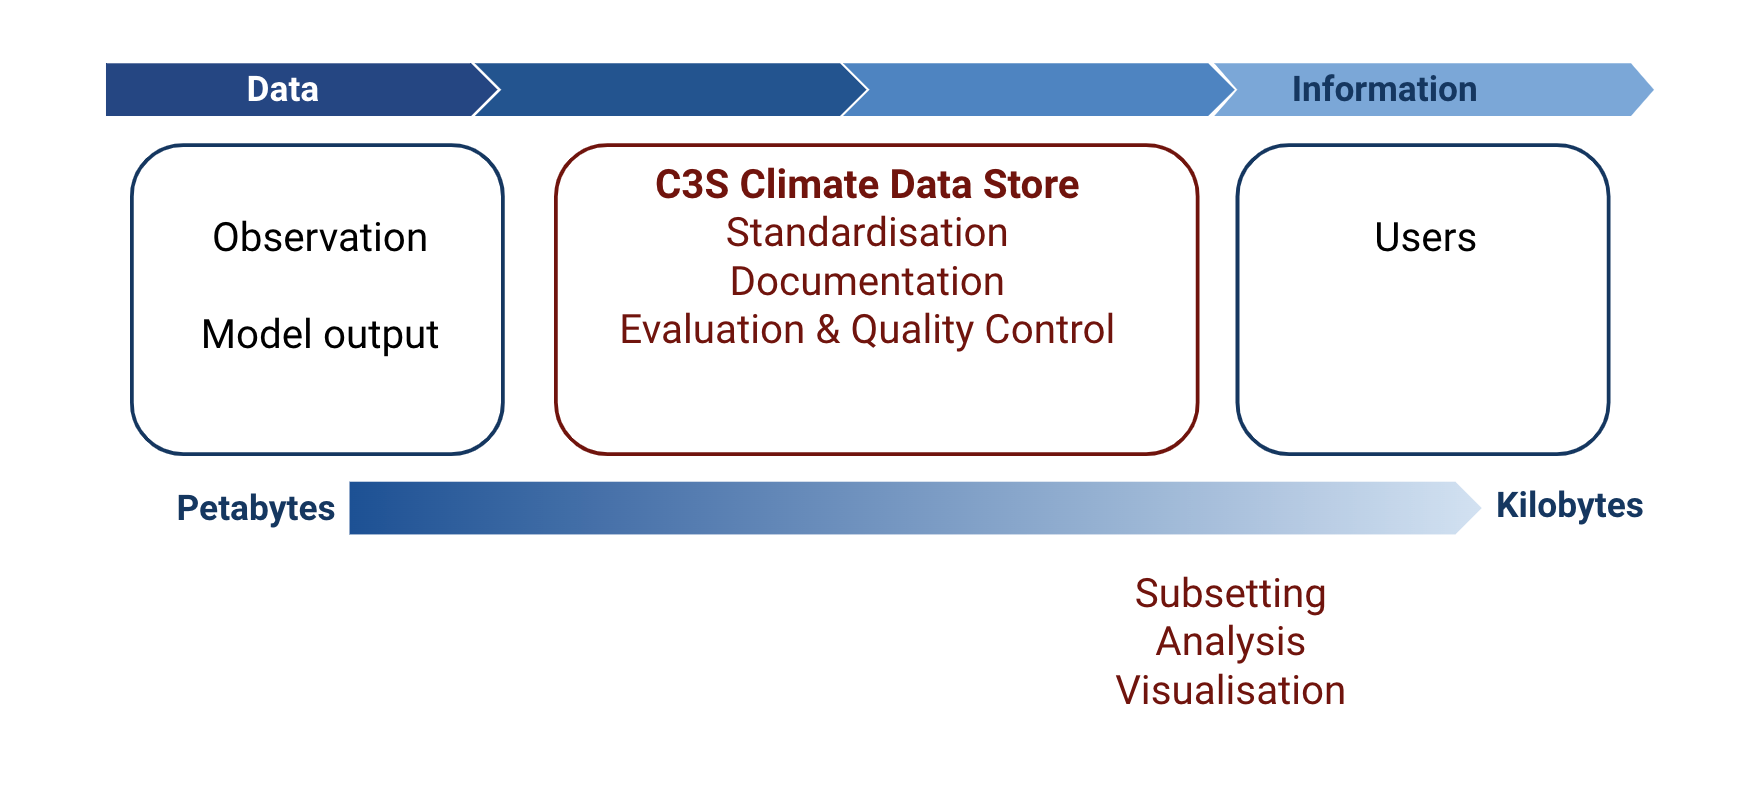 Data
Information
Observation
Model output
C3S Climate Data Store
Standardisation
Documentation
Evaluation & Quality Control
Users
Petabytes
Kilobytes
Subsetting
Analysis
Visualisation